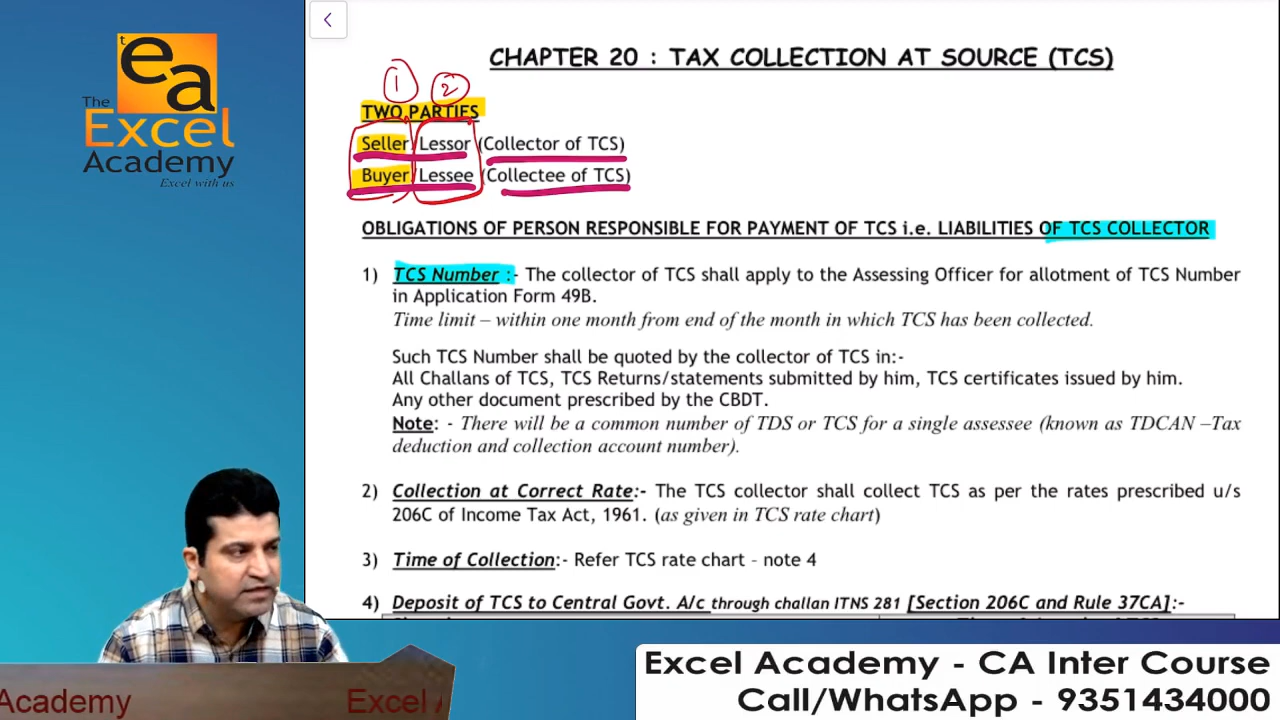 t
ea
The
Excel
Academy
Excel with us
CHAPTER 20 : TAX COLLECTION AT SOURCE (TCS)
1 2
TWO PARTIES
Seller Lessor (Collector of TCS)
Buyer Lessee (Collectee of TCS)
OBLIGATIONS OF PERSON RESPONSIBLE FOR PAYMENT OF TCS i.e. LIABILITIES OF TCS COLLECTOR
1) TCS Number :- The collector of TCS shall apply to the Assessing Officer for allotment of TCS Number
in Application Form 49B.
Time limit – within one month from end of the month in which TCS has been collected.
Such TCS Number shall be quoted by the collector of TCS in:-
All Challans of TCS, TCS Returns/statements submitted by him, TCS certificates issued by him.
Any other document prescribed by the CBDT.
Note: - There will be a common number of TDS or TCS for a single assessee (known as TDCAN –Tax
deduction and collection account number).
2) Collection at Correct Rate:- The TCS collector shall collect TCS as per the rates prescribed u/s
206C of Income Tax Act, 1961. (as given in TCS rate chart)
3) Time of Collection:- Refer TCS rate chart – note 4
4) Deposit of TCS to Central Govt. A/c through challan ITNS 281 [Section 206C and Rule 37CA]:-
Academy Excel A
Excel Academy - CA Inter Course
Call/WhatsApp - 9351434000